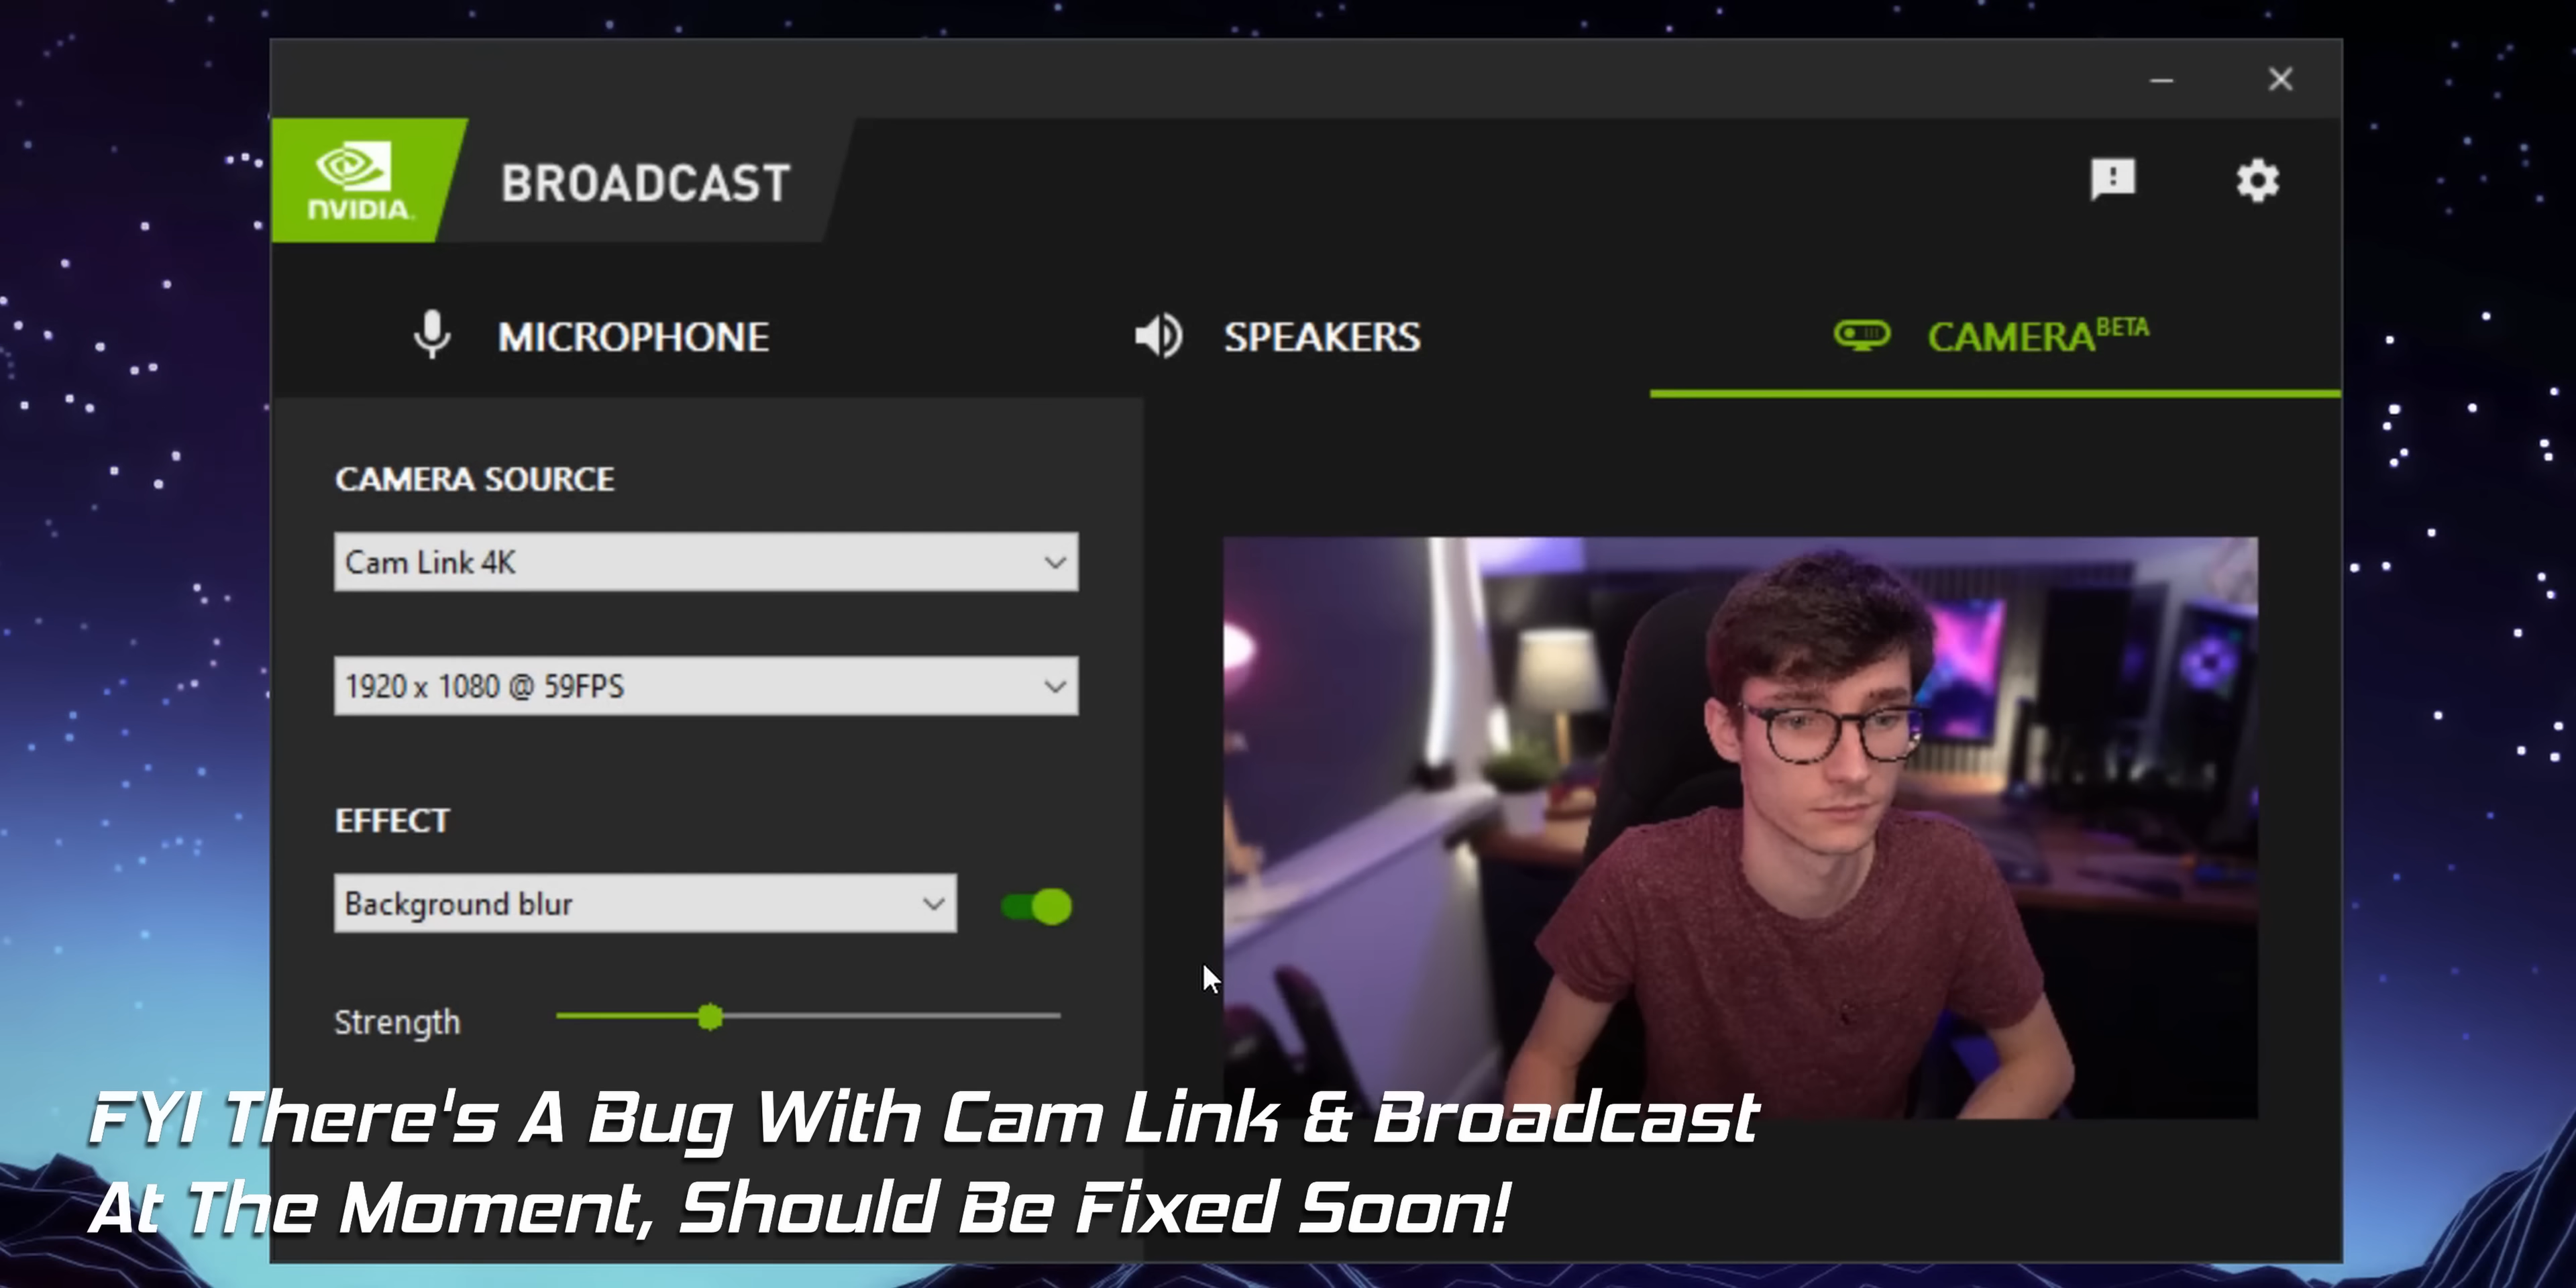 NVIDIA.
BROADCAST
MICROPHONE
SPEAKERS
CAMERA BETA
CAMERA SOURCE
Cam Link 4K
1920 x 1080 @ 59FPS
EFFECT
Background blur
Strength
FYI There's A Bug With Cam Link & Broadcast
At The Moment, Should Be Fixed Soon!